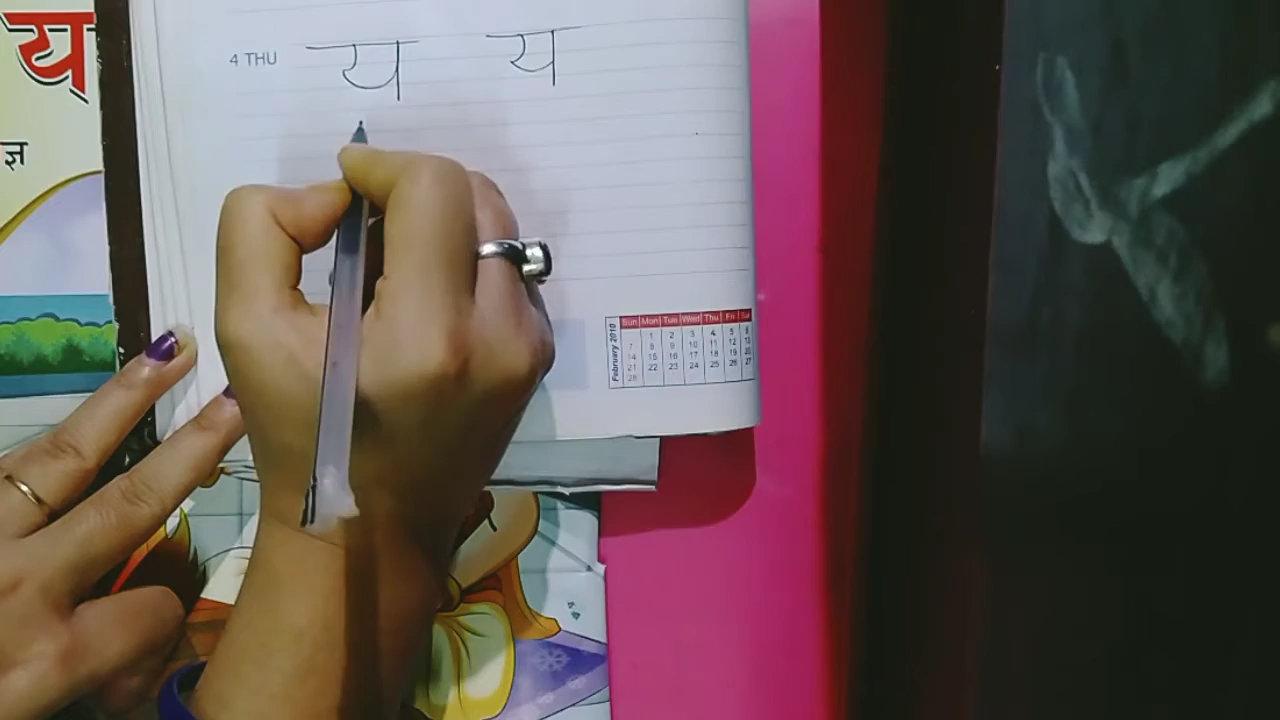 य्
ज्ञ
4 THU य य
February 2010
Sun Mon Tue Wed Thu Fri Sat
1 2 3 4 5 6
7 8 9 10 11 12 13
14 15 16 17 18 19 20
21 22 23 24 25 26 27
28